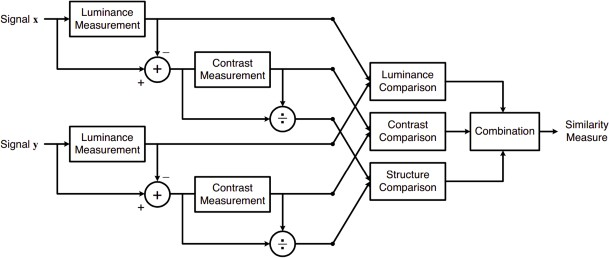 Signal x
Luminance
Measurement
−
+
+
Contrast
Measurement
÷
Luminance
Comparison
Signal y
Luminance
Measurement
−
+
+
Contrast
Measurement
÷
Contrast
Comparison
Structure
Comparison
Combination
Similarity
Measure